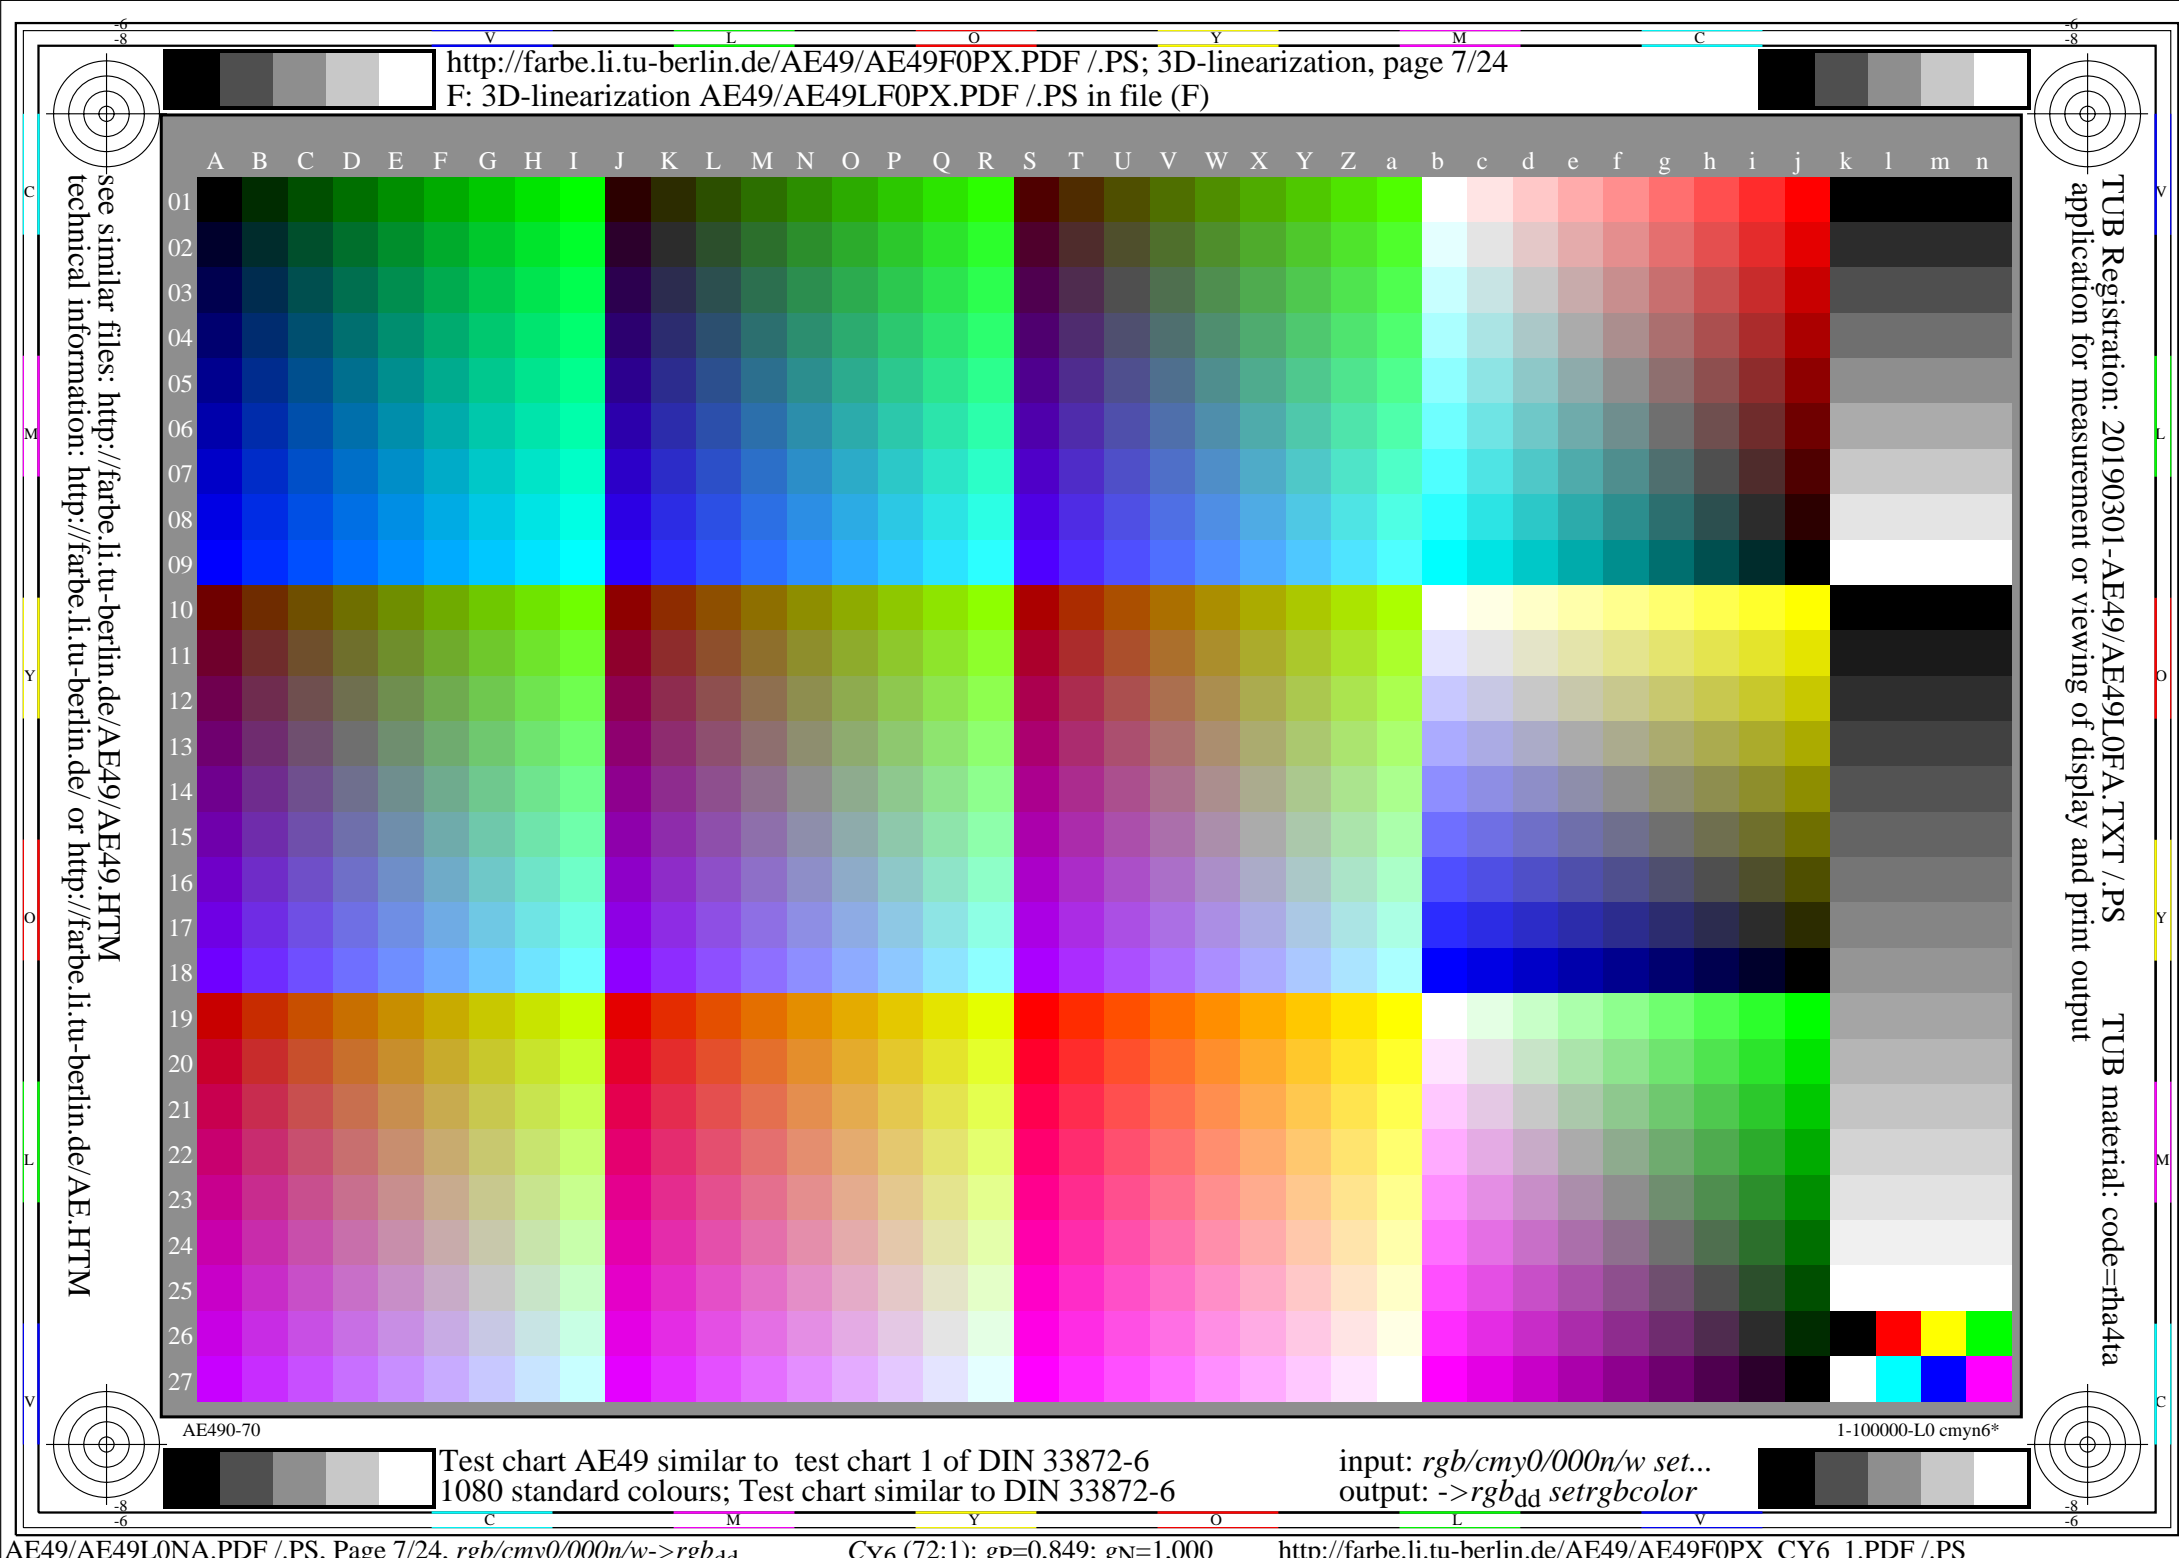 -6
-8
V L O Y M C
-6
-8
http://farbe.li.tu-berlin.de/AE49/AE49F0PX.PDF /.PS; 3D-linearization, page 7/24
F: 3D-linearization AE49/AE49LF0PX.PDF /.PS in file (F)
A B C D E F G H I J K L M N O P Q R S T U V W X Y Z a b c d e f g h i j k l m n
01
02
03
04
05
06
07
08
09
10
11
12
13
14
15
16
17
18
19
20
21
22
23
24
25
26
27
C
M
Y
O
L
V
see similar files: http://farbe.li.tu-berlin.de/AE49/AE49.HTM
technical information: http://farbe.li.tu-berlin.de/ or http://farbe.li.tu-berlin.de/AE.HTM
TUB Registration: 20190301-AE49/AE49L0FA.TXT /.PS TUB material: code=rha4ta
application for measurement or viewing of display and print output
V
L
O
Y
M
C
AE490-70
1-100000-L0 cmyn6*
Test chart AE49 similar to test chart 1 of DIN 33872-6
1080 standard colours; Test chart similar to DIN 33872-6
input: rgb/cmy0/000n/w set...
output: ->rgbdd setrgbcolor
-8
-6
C M Y O L V
-8
-6
AE49/AE49L0NA.PDF /.PS, Page 7/24, rgb/cmy0/000n/w->rgbdd CY6 (72:1): gP=0.849; gN=1.000 http://farbe.li.tu-berlin.de/AE49/AE49F0PX_CY6_1.PDF /.PS